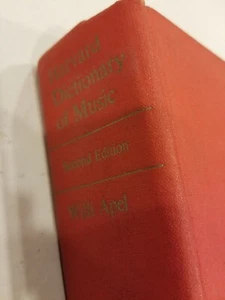 Harvard
Dictionary
of Music
Second Edition
Willi Apel